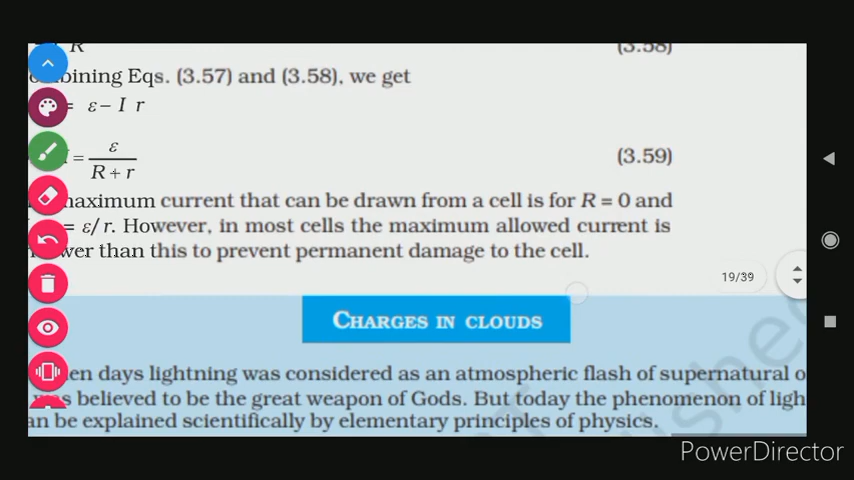 R (3.58)
mbining Eqs. (3.57) and (3.58), we get
= ε – I r
= ε / R + r (3.59)
maximum current that can be drawn from a cell is for R = 0 and
= ε/r. However, in most cells the maximum allowed current is
wer than this to prevent permanent damage to the cell.
19/39
CHARGES IN CLOUDS
en days lightning was considered as an atmospheric flash of supernatural o
was believed to be the great weapon of Gods. But today the phenomenon of ligh
an be explained scientifically by elementary principles of physics.
PowerDirector